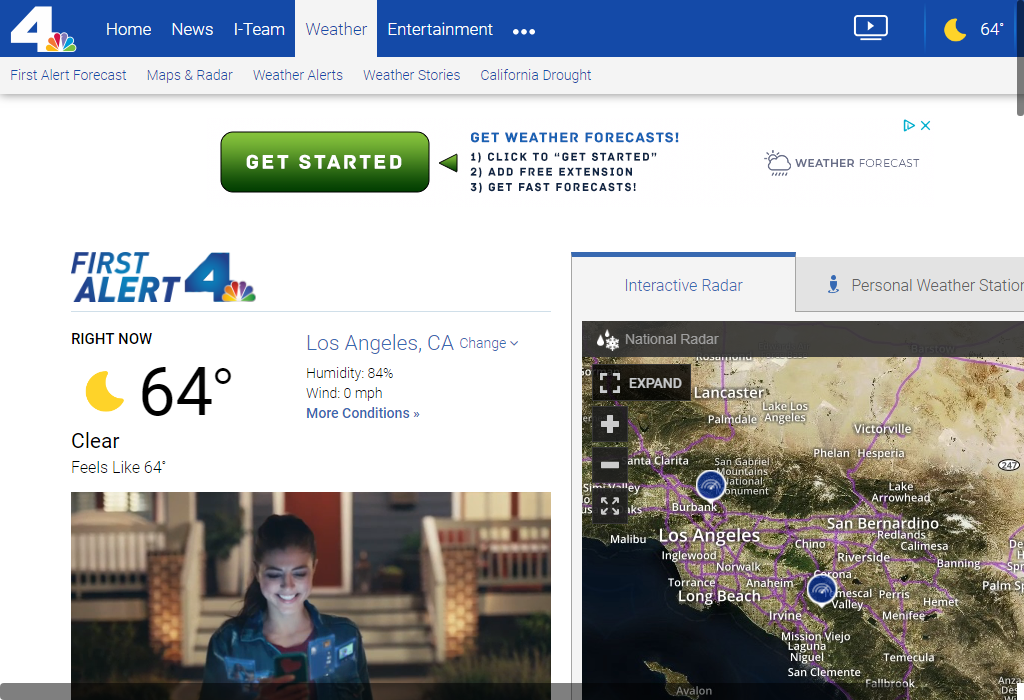 4
Home
News
I-Team
Weather
Entertainment
64°
First Alert Forecast
Maps & Radar
Weather Alerts
Weather Stories
California Drought
GET STARTED
GET WEATHER FORECASTS!
1) CLICK TO “GET STARTED”
2) ADD FREE EXTENSION
3) GET FAST FORECASTS!
WEATHER FORECAST
FIRST
ALERT 4
RIGHT NOW
64°
Clear
Feels Like 64°
Los Angeles, CA Change
Humidity: 84%
Wind: 0 mph
More Conditions »
Interactive Radar
Personal Weather Station
National Radar
EXPAND
Rosamond
Lancaster
Palmdale
Lake Los
Angeles
Victorville
Phelan
Hesperia
247
anta Clarita
San Gabriel
Mountains
National
onument
Simi Valley
Lake
Arrowhead
Burbank
Malibu
Los Angeles
San Bernardino
Redlands
Calimesa
Chino
Inglewood
Norwalk
Riverside
Banning
Torrance
Anaheim
Corona
Palm Sp
Long Beach
mescal
Valley
Perris
Hemet
Irvine
Menifee
Mission Viejo
Laguna
Niguel
Temecula
San Clemente
Fallbrook
Avalon
Anza